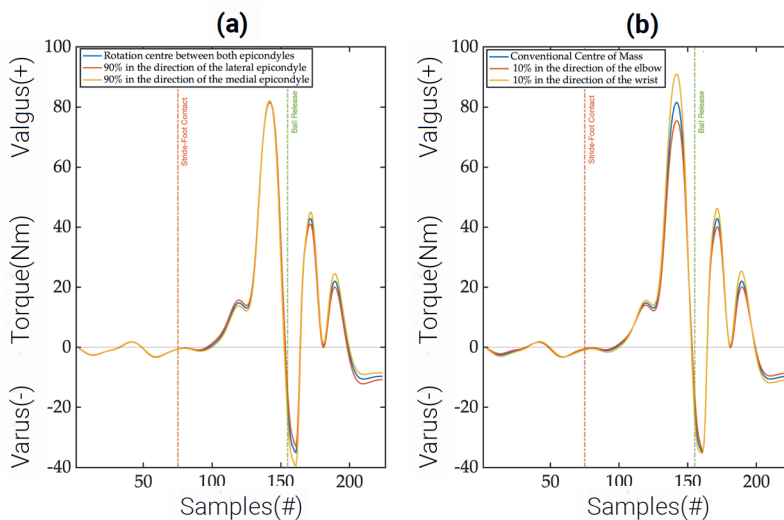 (a)
Rotation centre between both epicondyles
90% in the direction of the lateral epicondyle
90% in the direction of the medial epicondyle
Stride-Foot Contact
Ball Release
Valgus(+)
Torque(Nm)
Varus(-)
100
80
60
40
20
0
-20
-40
50
100
150
200
Samples(#)
(b)
Conventional Centre of Mass
10% in the direction of the elbow
10% in the direction of the wrist
Stride-Foot Contact
Ball Release
Valgus(+)
Torque(Nm)
Varus(-)
100
80
60
40
20
0
-20
-40
50
100
150
200
Samples(#)